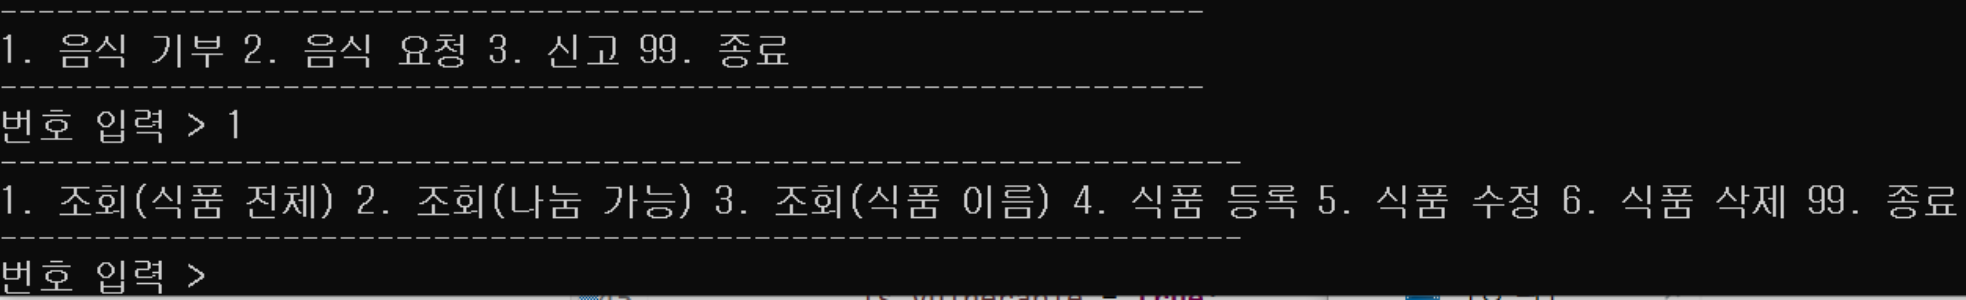 ----------------------------------------------------------------
1. 음식 기부 2. 음식 요청 3. 신고 99. 종료
----------------------------------------------------------------
번호 입력 > 1
------------------------------------------------------------------
1. 조회(식품 전체) 2. 조회(나눔 가능) 3. 조회(식품 이름) 4. 식품 등록 5. 식품 수정 6. 식품 삭제 99. 종료
------------------------------------------------------------------
번호 입력 >